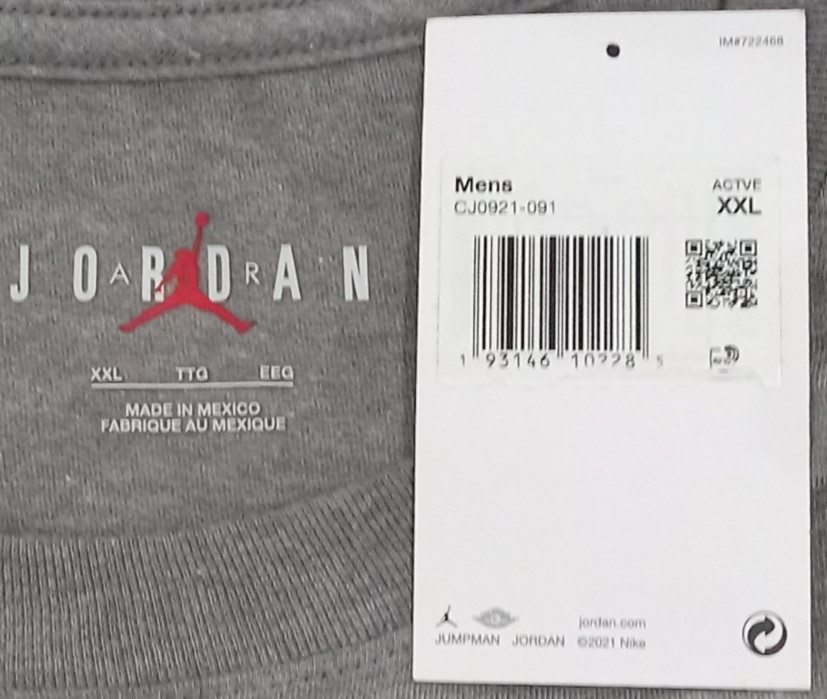 JORDAN
AIR
XXL TTG EEG
MADE IN MEXICO
FABRIQUE AU MEXIQUE
IM#722468
Mens
CJ0921-091
ACTVE
XXL
1 93146 10228 5
jordan.com
JUMPMAN JORDAN ©2021 Nike